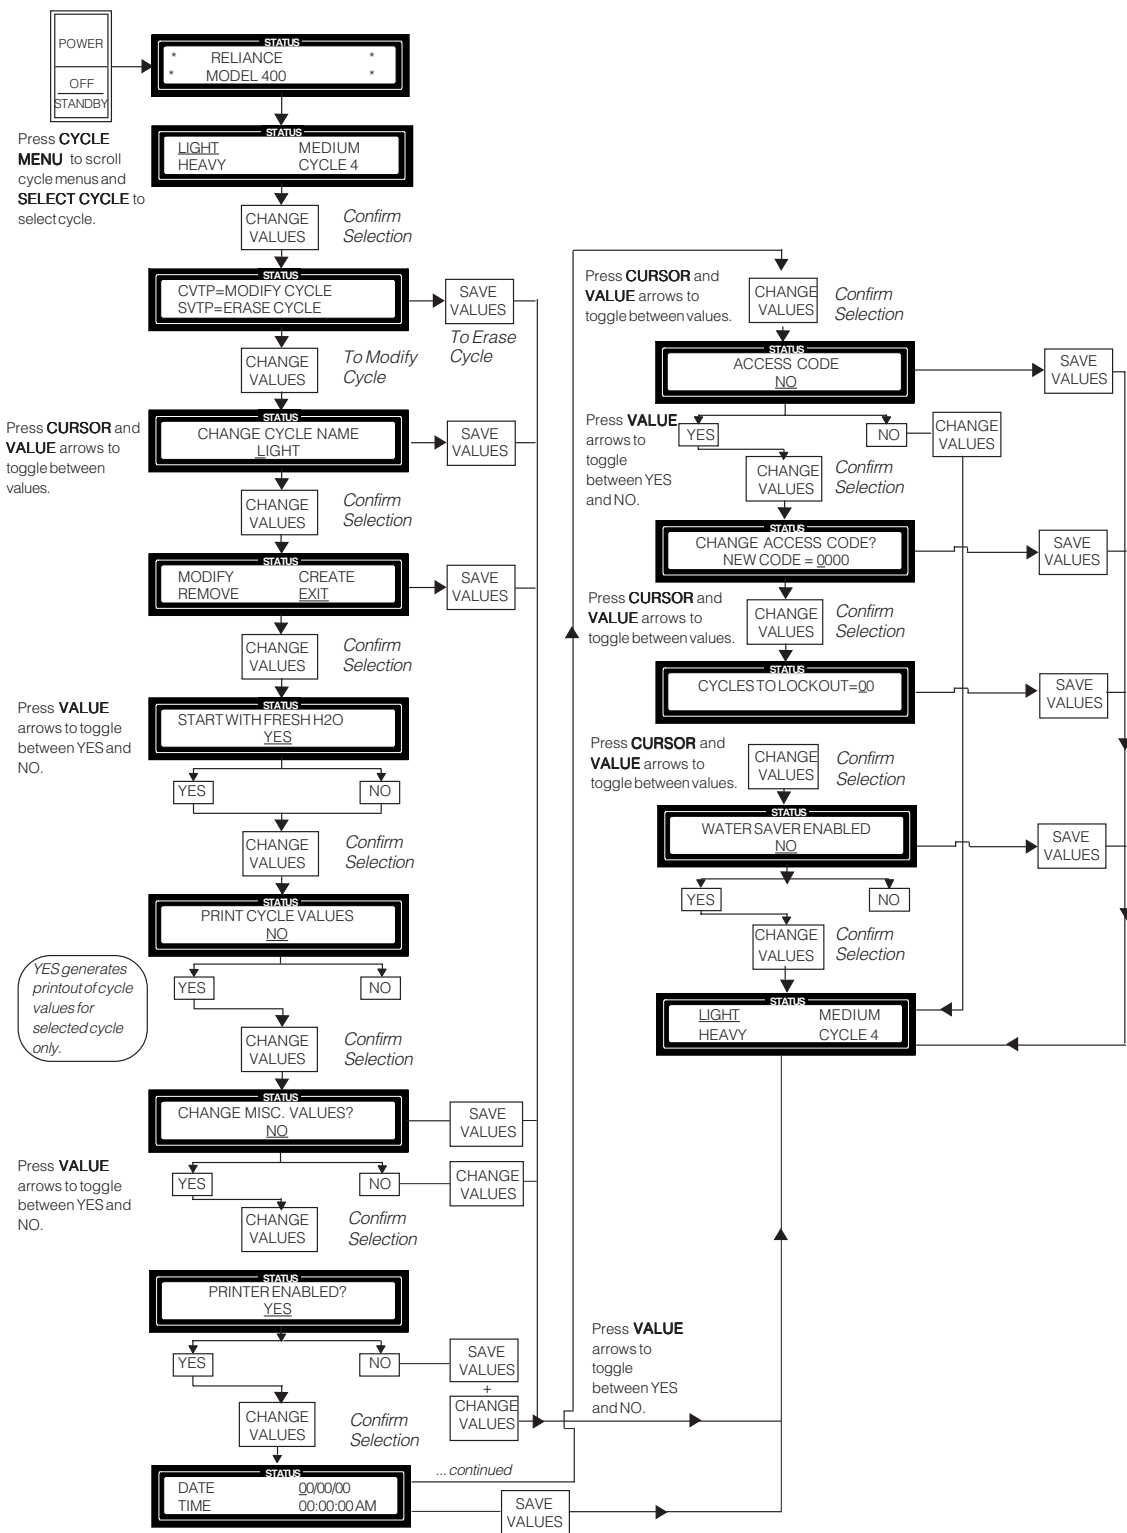 POWER
OFF
STANDBY
STATUS
* RELIANCE *
* MODEL 400 *
Press CYCLE
MENU to scroll
cycle menus and
SELECT CYCLE to
select cycle.
STATUS
LIGHT MEDIUM
HEAVY CYCLE 4
CHANGE
VALUES
Confirm
Selection
STATUS
CVTP=MODIFY CYCLE
SVTP=ERASE CYCLE
SAVE
VALUES
To Erase
Cycle
CHANGE
VALUES
To Modify
Cycle
Press CURSOR and
VALUE arrows to
toggle between
values.
STATUS
CHANGE CYCLE NAME
LIGHT
SAVE
VALUES
CHANGE
VALUES
Confirm
Selection
STATUS
MODIFY CREATE
REMOVE EXIT
SAVE
VALUES
CHANGE
VALUES
Confirm
Selection
Press VALUE
arrows to toggle
between YES and
NO.
STATUS
START WITH FRESH H2O
YES
YES
NO
CHANGE
VALUES
Confirm
Selection
STATUS
PRINT CYCLE VALUES
NO
YES generates
printout of cycle
values for
selected cycle
only.
YES
NO
CHANGE
VALUES
Confirm
Selection
STATUS
CHANGE MISC. VALUES?
NO
SAVE
VALUES
Press VALUE
arrows to toggle
between YES and
NO.
YES
NO
CHANGE
VALUES
CHANGE
VALUES
Confirm
Selection
STATUS
PRINTER ENABLED?
YES
YES
NO
SAVE
VALUES
+
CHANGE
VALUES
CHANGE
VALUES
Confirm
Selection
... continued
STATUS
DATE 00/00/00
TIME 00:00:00 AM
SAVE
VALUES
Press CURSOR and
VALUE arrows to
toggle between values.
CHANGE
VALUES
Confirm
Selection
STATUS
ACCESS CODE
NO
SAVE
VALUES
Press VALUE
arrows to
toggle
between YES
and NO.
YES
NO
CHANGE
VALUES
CHANGE
VALUES
Confirm
Selection
STATUS
CHANGE ACCESS CODE?
NEW CODE = 0000
SAVE
VALUES
Press CURSOR and
VALUE arrows to
toggle between values.
CHANGE
VALUES
Confirm
Selection
STATUS
CYCLES TO LOCKOUT=00
SAVE
VALUES
Press CURSOR and
VALUE arrows to
toggle between values.
CHANGE
VALUES
Confirm
Selection
STATUS
WATER SAVER ENABLED
NO
SAVE
VALUES
YES
NO
CHANGE
VALUES
Confirm
Selection
STATUS
LIGHT MEDIUM
HEAVY CYCLE 4
Press VALUE
arrows to
toggle
between YES
and NO.